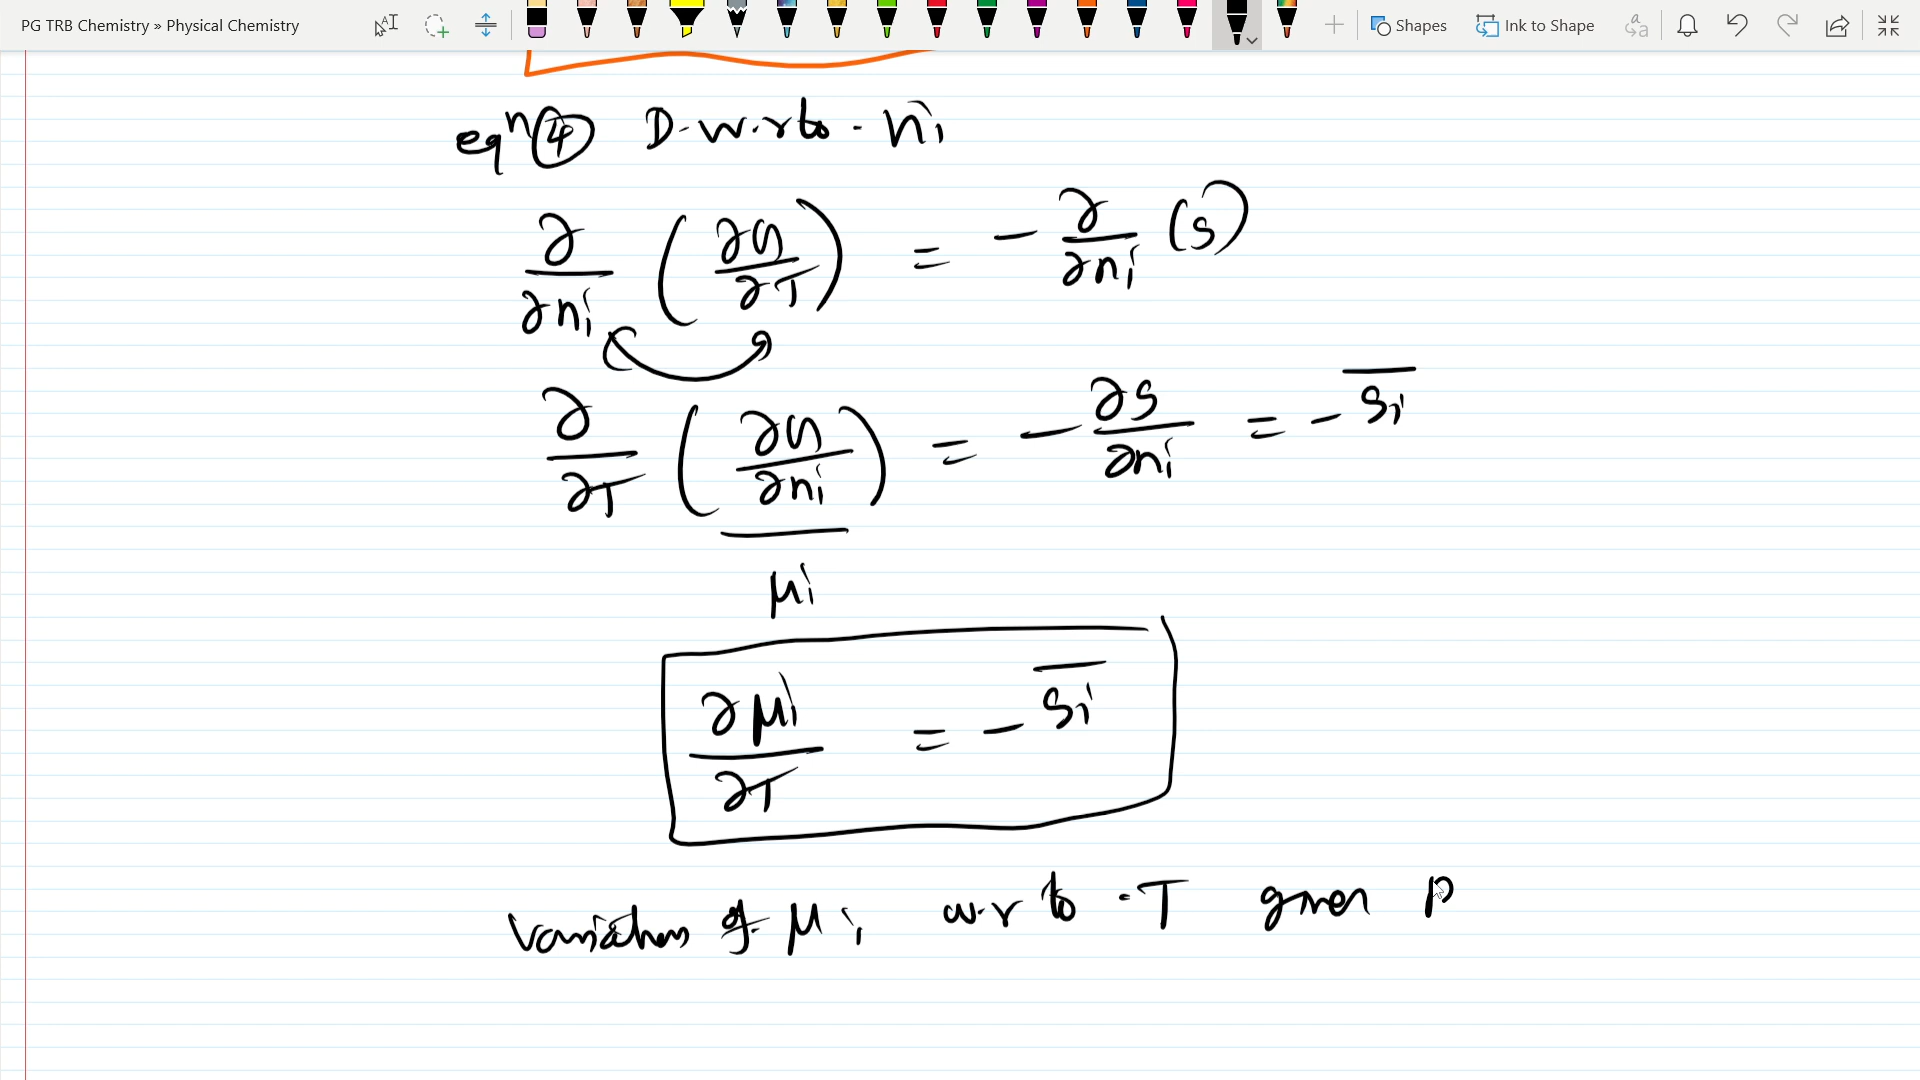 PG TRB Chemistry » Physical Chemistry Shapes Ink to Shape
eqⁿ ④ D.w.r to . ni
∂/∂ni (∂G/∂T) = - ∂/∂ni (S)
∂/∂T (∂G/∂ni) = - ∂S/∂ni = - S̅i
μi
∂μi/∂T = - S̅i
Variation of μi w.r to .T given P